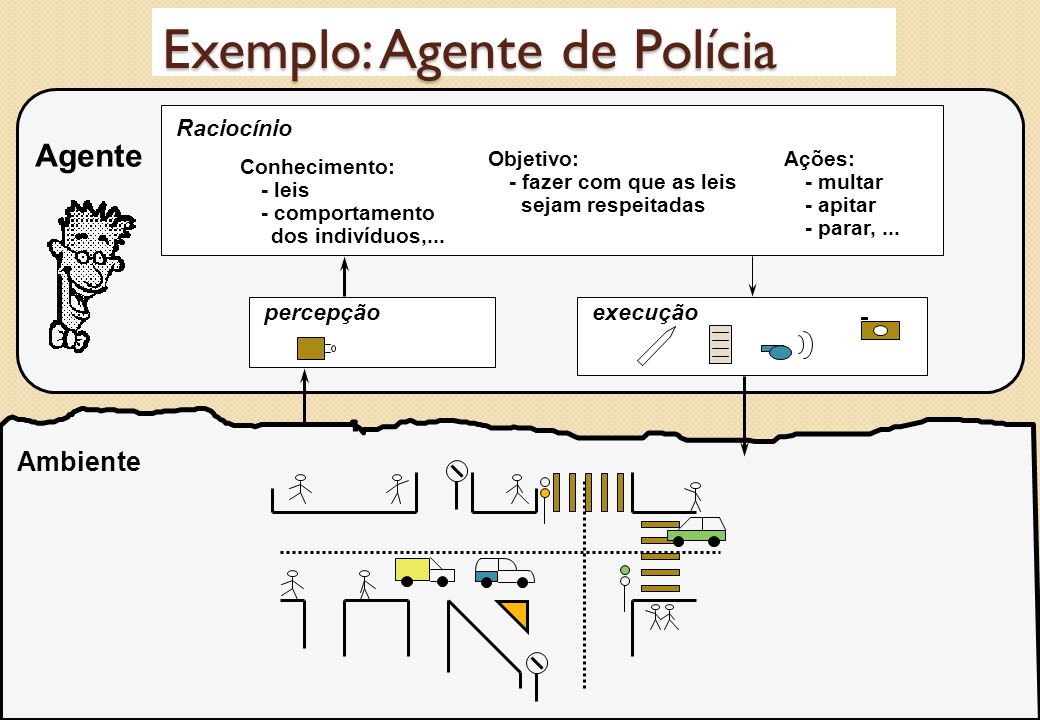 Exemplo: Agente de Polícia
Agente
Raciocínio
Conhecimento:
- leis
- comportamento
dos indivíduos,...
Objetivo:
- fazer com que as leis
sejam respeitadas
Ações:
- multar
- apitar
- parar, ...
percepção
execução
Ambiente